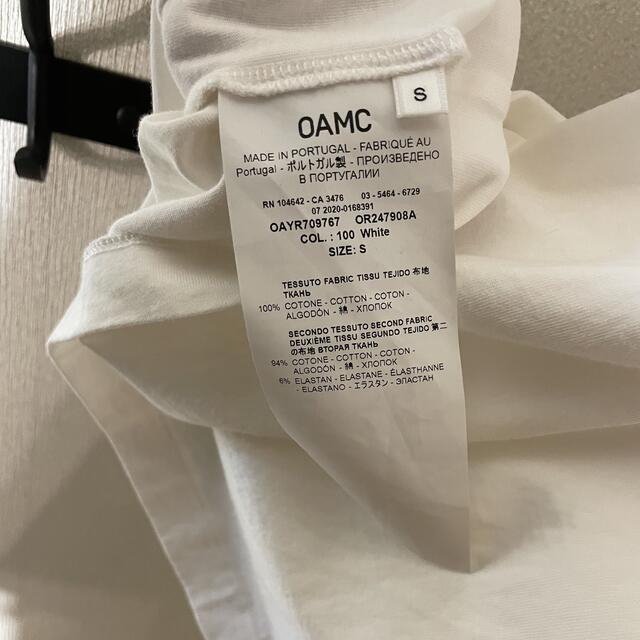 S
OAMC
MADE IN PORTUGAL - FABRIQUÉ AU
Portugal - ポルトガル製 - ПРОИЗВЕДЕНО
В ПОРТУГАЛИИ
RN 104642 - CA 3476 03 - 5464 - 6729
07 2020-0168391
OAYR709767 OR247908A
COL. : 100 White
SIZE: S
TESSUTO FABRIC TISSU TEJIDO 布地
ТКАНЬ
100% COTONE - COTTON - COTON -
ALGODÓN - 綿 - ХЛОПОК
SECONDO TESSUTO SECOND FABRIC
DEUXIÈME TISSU SEGUNDO TEJIDO 第二
の布地 ВТОРАЯ ТКАНЬ
94% COTONE - COTTON - COTON -
ALGODÓN - 綿 - ХЛОПОК
6% ELASTAN - ELASTANE - ÉLASTHANNE
- ELASTANO - エラスタン - ЭЛАСТАН